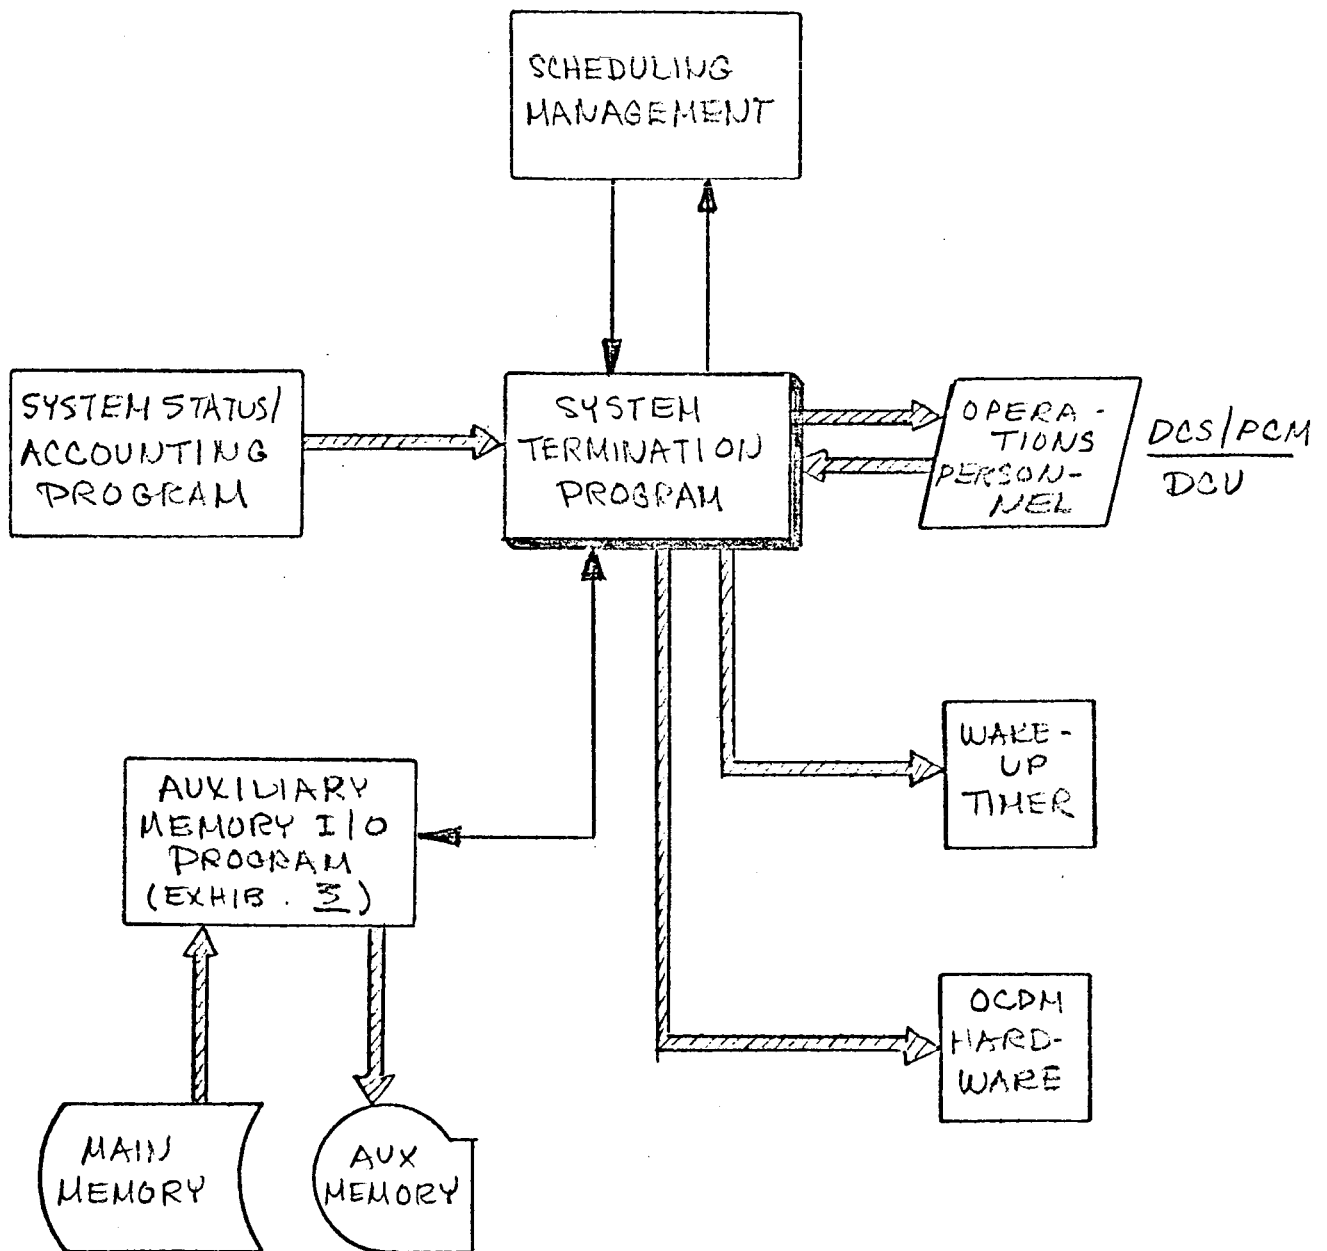 SCHEDULING
MANAGEMENT
SYSTEM STATUS/
ACCOUNTING
PROGRAM
SYSTEM
TERMINATION
PROGRAM
OPERA-
TIONS
PERSON-
NEL
DCS/PCM
DCU
WAKE-
UP
TIMER
AUXILIARY
MEMORY I/O
PROGRAM
(EXHIB. 3)
OCDM
HARD-
WARE
MAIN
MEMORY
AUX
MEMORY